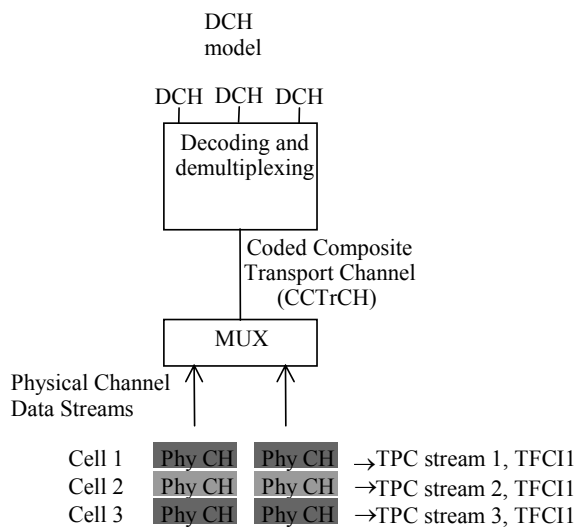 DCH
model
DCH DCH DCH
Decoding and
demultiplexing
Coded Composite
Transport Channel
(CCTrCH)
MUX
Physical Channel
Data Streams
Cell 1 Phy CH Phy CH →TPC stream 1, TFCI1
Cell 2 Phy CH Phy CH →TPC stream 2, TFCI1
Cell 3 Phy CH Phy CH →TPC stream 3, TFCI1